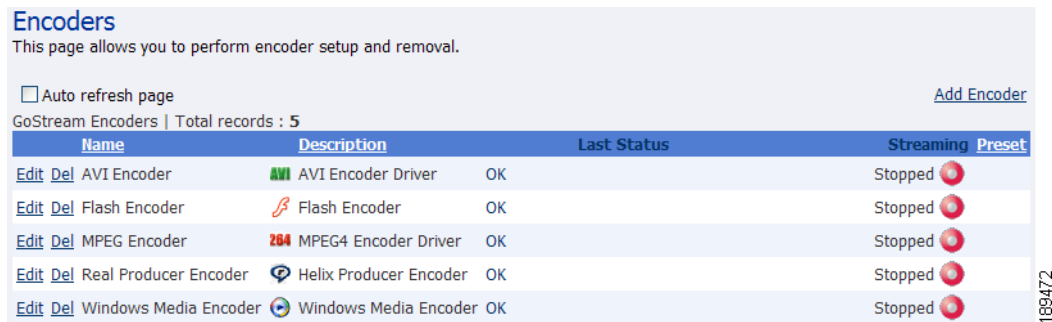 Encoders
This page allows you to perform encoder setup and removal.
Auto refresh page
Add Encoder
GoStream Encoders | Total records : 5
Name Description Last Status Streaming Preset
Edit Del AVI Encoder AVI AVI Encoder Driver OK Stopped
Edit Del Flash Encoder Flash Encoder OK Stopped
Edit Del MPEG Encoder 264 MPEG4 Encoder Driver OK Stopped
Edit Del Real Producer Encoder Helix Producer Encoder OK Stopped
Edit Del Windows Media Encoder Windows Media Encoder OK Stopped
189472